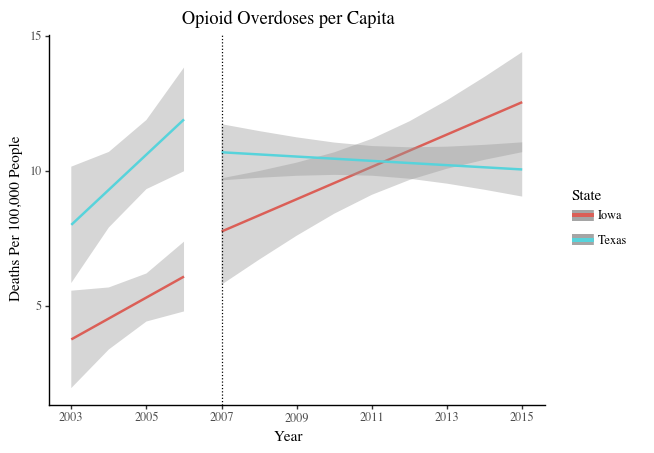 Opioid Overdoses per Capita
Deaths Per 100,000 People
15
10
5
2003 2005 2007 2009 2011 2013 2015
Year
State
Iowa
Texas